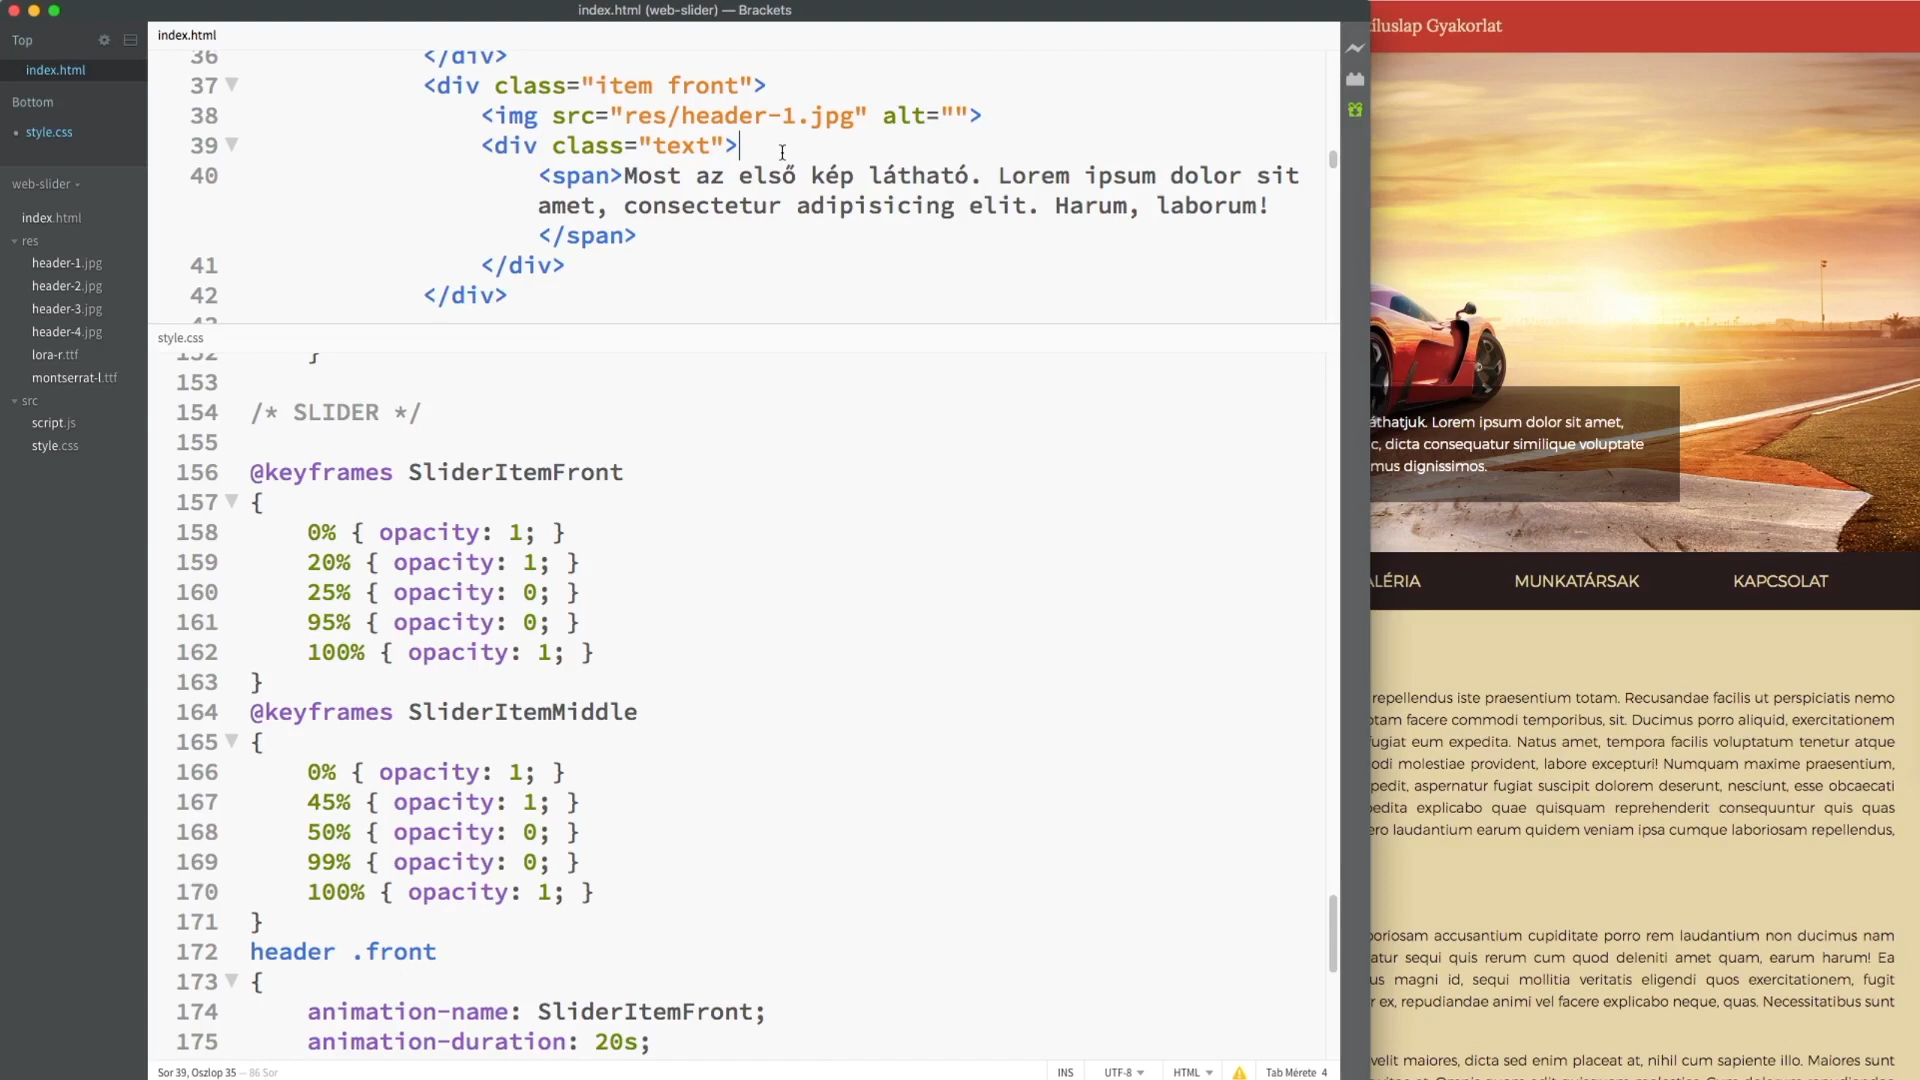 index.html (web-slider) — Brackets
Top
index.html
Bottom
• style.css
web-slider
index.html
res
header-1.jpg
header-2.jpg
header-3.jpg
header-4.jpg
lora-r.ttf
montserrat-l.ttf
src
script.js
style.css
index.html
36 </div>
37 <div class="item front">
38 <img src="res/header-1.jpg" alt="">
39 <div class="text">
40 <span>Most az első kép látható. Lorem ipsum dolor sit
amet, consectetur adipisicing elit. Harum, laborum!
</span>
41 </div>
42 </div>
style.css
152 }
153
154 /* SLIDER */
155
156 @keyframes SliderItemFront
157 {
158 0% { opacity: 1; }
159 20% { opacity: 1; }
160 25% { opacity: 0; }
161 95% { opacity: 0; }
162 100% { opacity: 1; }
163 }
164 @keyframes SliderItemMiddle
165 {
166 0% { opacity: 1; }
167 45% { opacity: 1; }
168 50% { opacity: 0; }
169 99% { opacity: 0; }
170 100% { opacity: 1; }
171 }
172 header .front
173 {
174 animation-name: SliderItemFront;
175 animation-duration: 20s;
Sor 39, Oszlop 35 — 86 Sor
INS UTF-8 HTML Tab Mérete 4
íluslap Gyakorlat
áthatjuk. Lorem ipsum dolor sit amet,
c, dicta consequatur similique voluptate
mus dignissimos.
ALÉRIA MUNKATÁRSAK KAPCSOLAT
repellendus iste praesentium totam. Recusandae facilis ut perspiciatis nemo
otam facere commodi temporibus, sit. Ducimus porro aliquid, exercitationem
fugiat eum expedita. Natus amet, tempora facilis voluptatum tenetur atque
odi molestiae provident, labore excepturi! Numquam maxime praesentium,
pedit, aspernatur fugiat suscipit dolorem deserunt, nesciunt, esse obcaecati
pedita explicabo quae quisquam reprehenderit consequuntur quis quas
ero laudantium earum quidem veniam ipsa cumque laboriosam repellendus,
boriosam accusantium cupiditate porro rem laudantium non ducimus nam
atur sequi quis rerum cum quod deleniti amet quam, earum harum! Ea
us magni id, sequi mollitia veritatis eligendi quos exercitationem, fugit
r ex, repudiandae animi vel facere explicabo neque, quas. Necessitatibus sunt
velit maiores, dicta sed enim placeat at, nihil cum sapiente illo. Maiores sunt